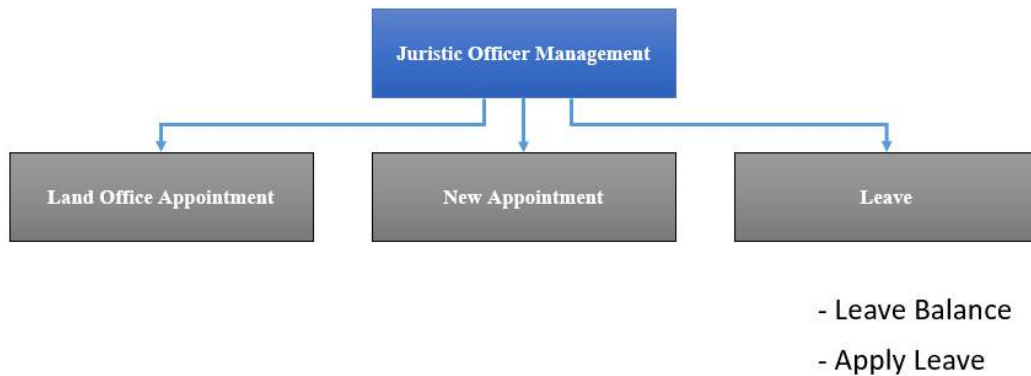 Juristic Officer Management
Land Office Appointment
New Appointment
Leave
- Leave Balance
- Apply Leave